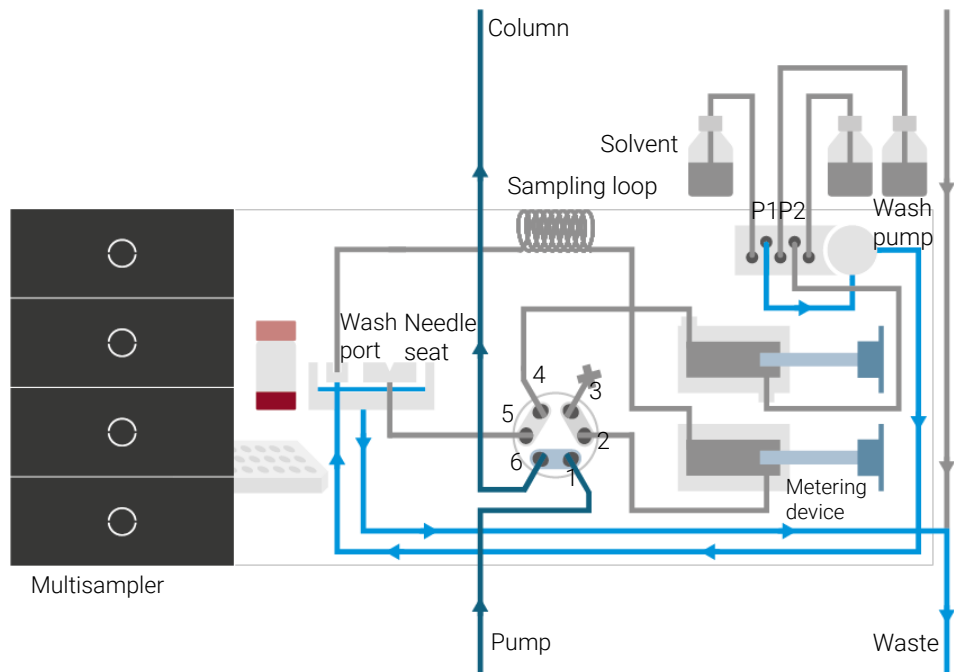 Column
Solvent
Sampling loop
P1P2
Wash
pump
Wash
port
Needle
seat
4
3
5
2
6
1
Metering
device
Multisampler
Pump
Waste